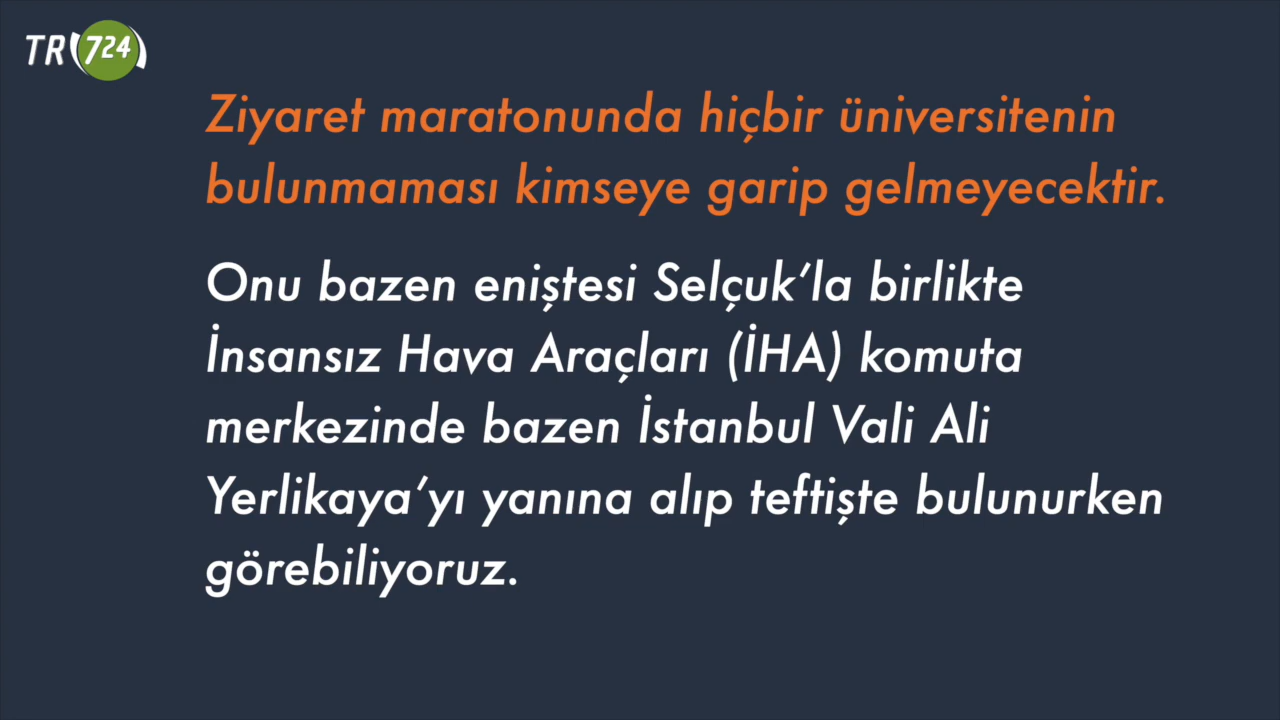 TR724
Ziyaret maratonunda hiçbir üniversitenin
bulunmaması kimseye garip gelmeyecektir.
Onu bazen eniştesi Selçuk’la birlikte
İnsansız Hava Araçları (İHA) komuta
merkezinde bazen İstanbul Vali Ali
Yerlikaya’yı yanına alıp teftişte bulunurken
görebiliyoruz.